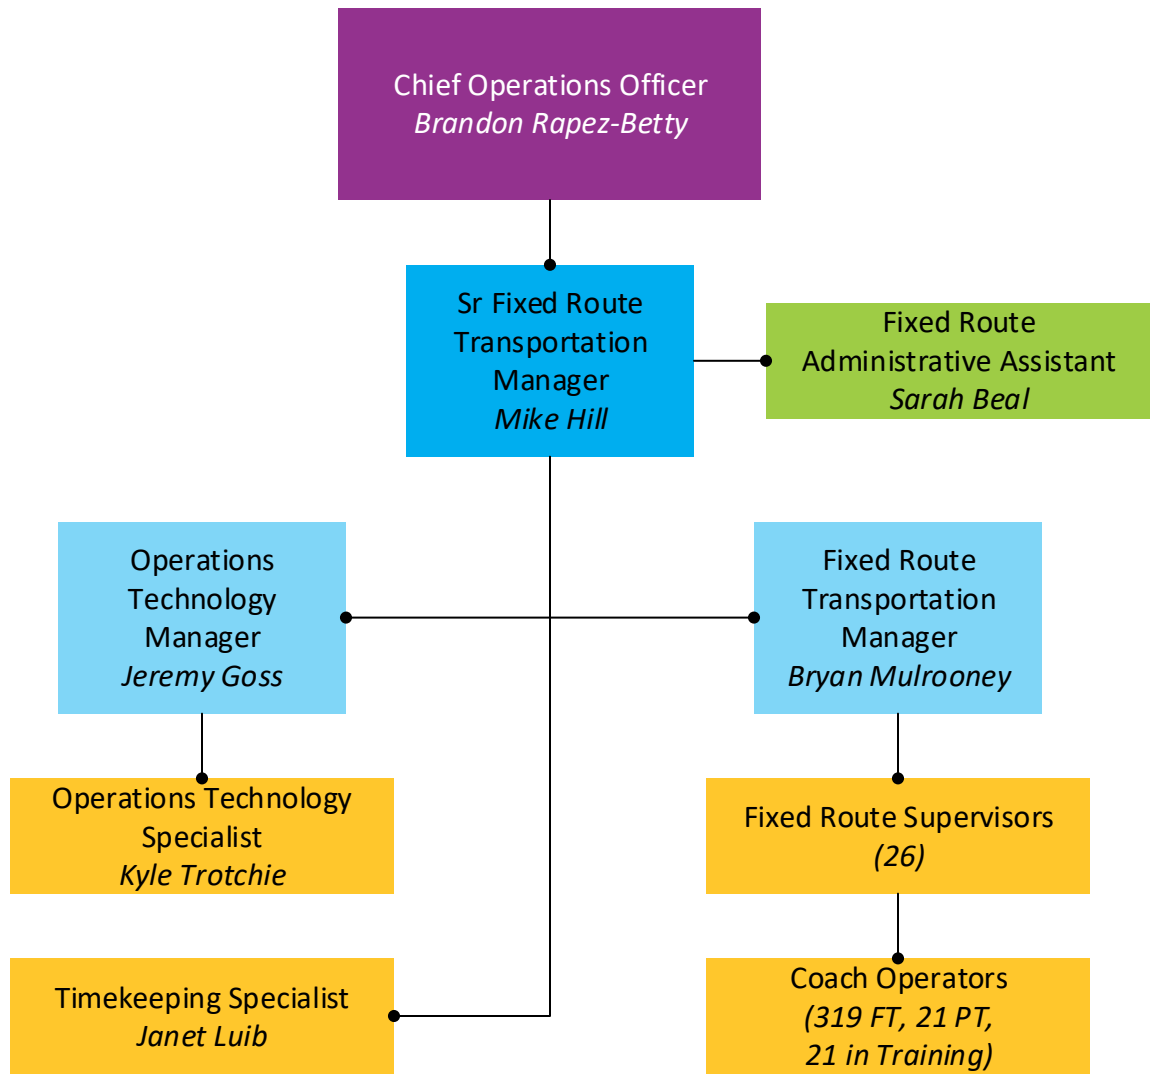 Chief Operations Officer
Brandon Rapez-Betty
Sr Fixed Route
Transportation
Manager
Mike Hill
Fixed Route
Administrative Assistant
Sarah Beal
Operations
Technology
Manager
Jeremy Goss
Fixed Route
Transportation
Manager
Bryan Mulrooney
Operations Technology
Specialist
Kyle Trotchie
Fixed Route Supervisors
(26)
Timekeeping Specialist
Janet Luib
Coach Operators
(319 FT, 21 PT,
21 in Training)